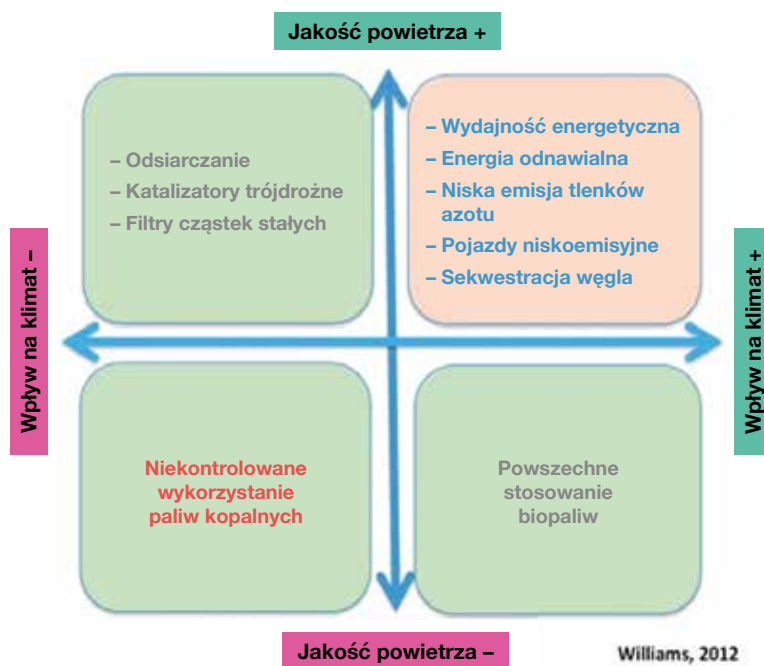 Jakość powietrza +
– Odsiarczanie
– Katalizatory trójdrożne
– Filtry cząstek stałych
– Wydajność energetyczna
– Energia odnawialna
– Niska emisja tlenków
azotu
– Pojazdy niskoemisyjne
– Sekwestracja węgla
Wpływ na klimat –
Wpływ na klimat +
Niekontrolowane
wykorzystanie
paliw kopalnych
Powszechne
stosowanie
biopaliw
Jakość powietrza –
Williams, 2012